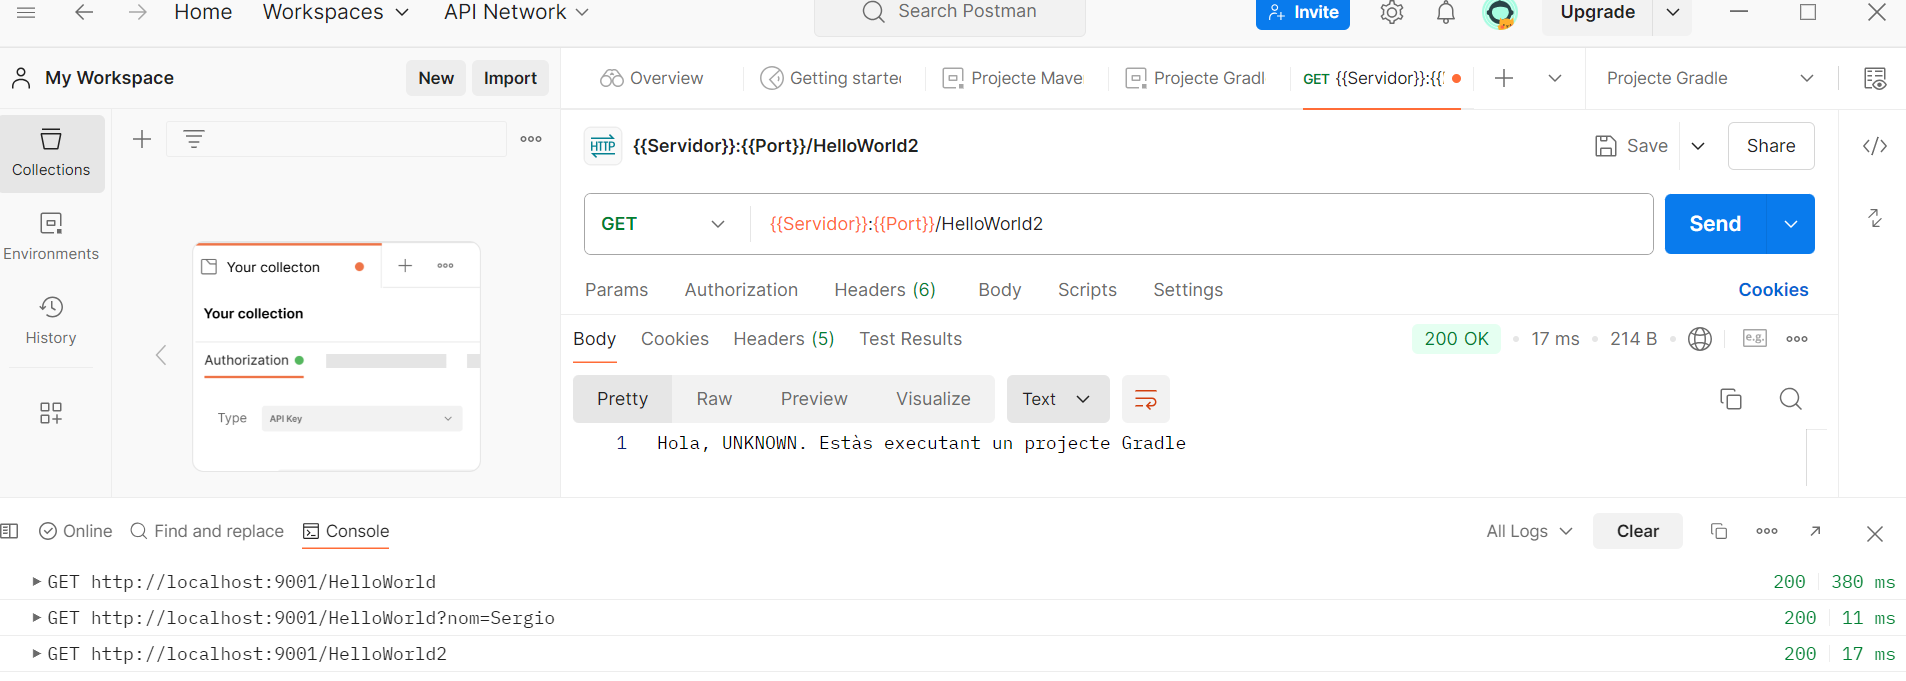 Home Workspaces API Network Search Postman Invite Upgrade
My Workspace New Import Overview Getting starte Projecte Mave Projecte Gradl GET {{Servidor}}:{{ Projecte Gradle
Collections
Environments
History
Your collecton
Your collection
Authorization
Type API Key
HTTP {{Servidor}}:{{Port}}/HelloWorld2 Save Share
GET {{Servidor}}:{{Port}}/HelloWorld2 Send
Params Authorization Headers (6) Body Scripts Settings Cookies
Body Cookies Headers (5) Test Results 200 OK 17 ms 214 B e.g.
Pretty Raw Preview Visualize Text
1 Hola, UNKNOWN. Estàs executant un projecte Gradle
Online Find and replace Console All Logs Clear
GET http://localhost:9001/HelloWorld 200 380 ms
GET http://localhost:9001/HelloWorld?nom=Sergio 200 11 ms
GET http://localhost:9001/HelloWorld2 200 17 ms